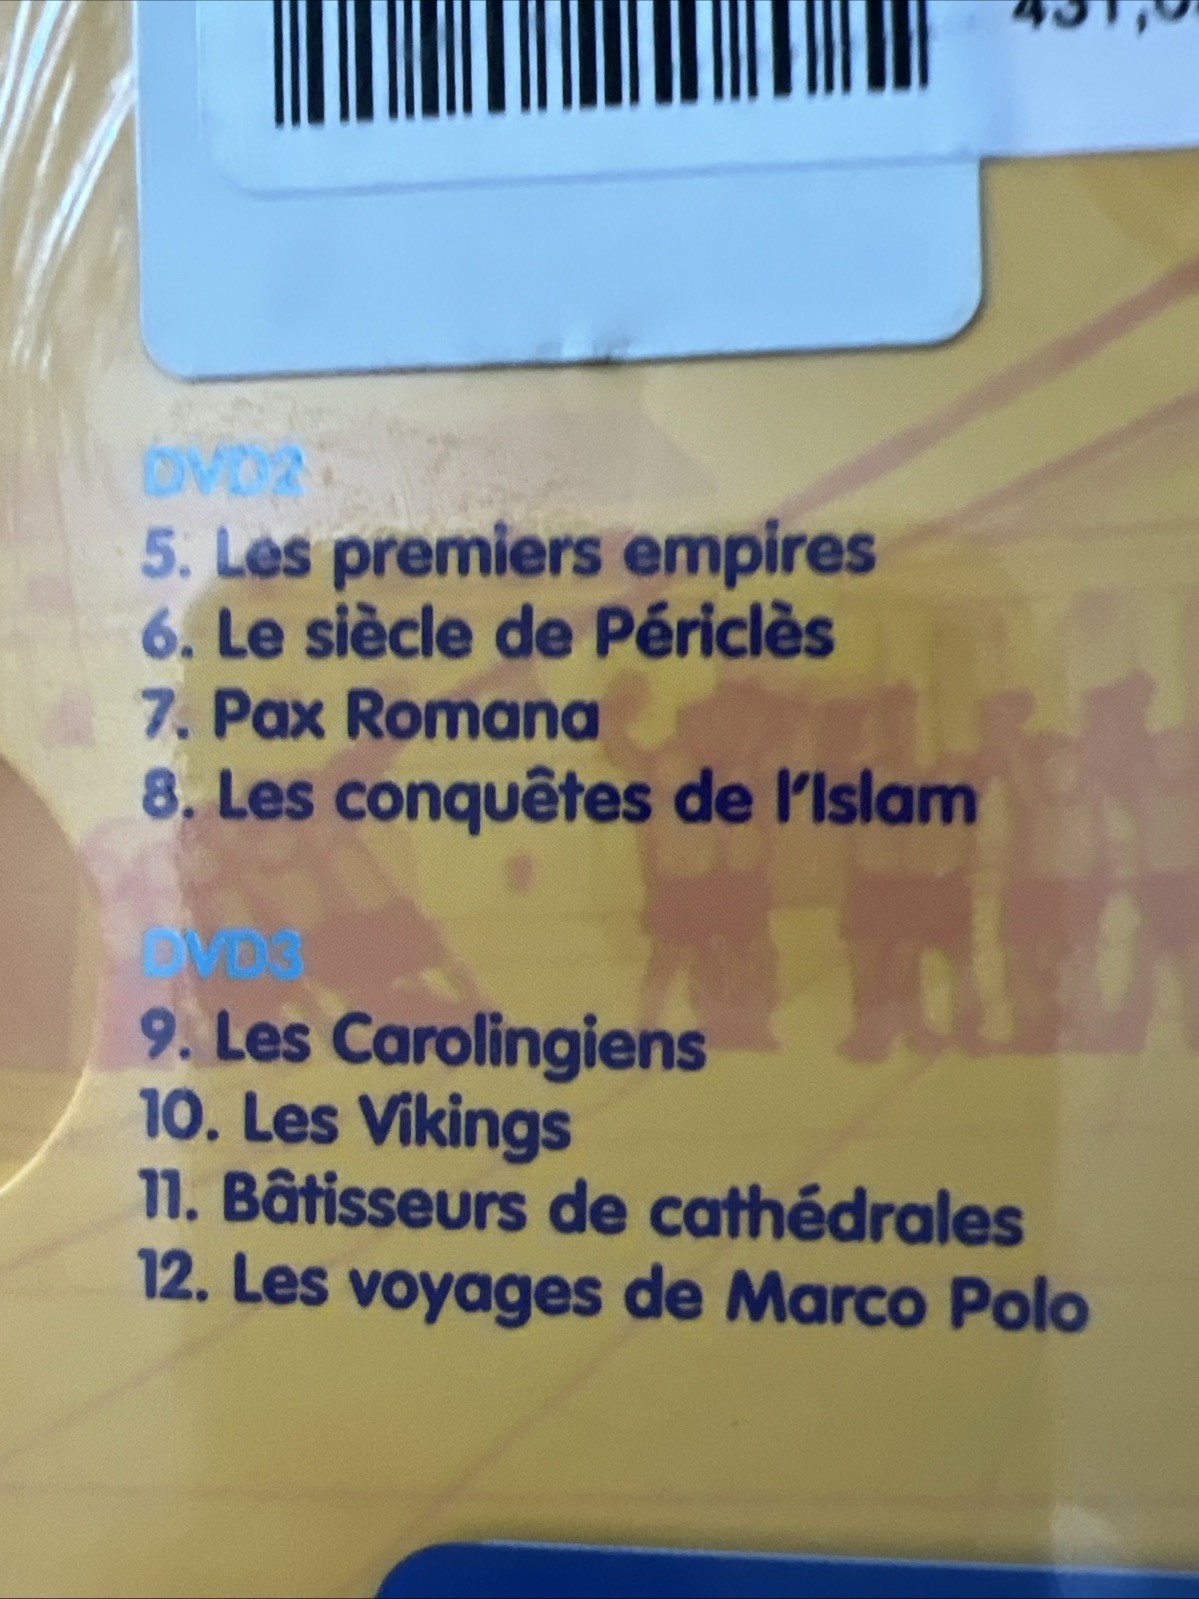 DVD2
5. Les premiers empires
6. Le siècle de Périclès
7. Pax Romana
8. Les conquêtes de l'Islam
DVD3
9. Les Carolingiens
10. Les Vikings
11. Bâtisseurs de cathédrales
12. Les voyages de Marco Polo